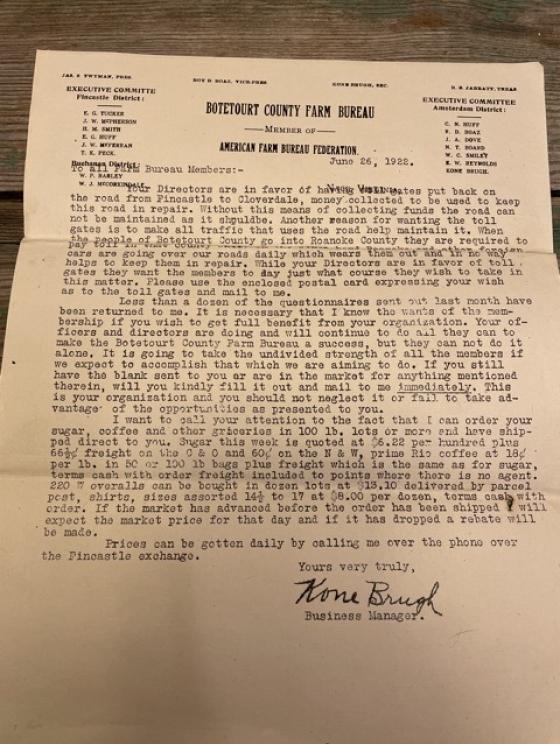 JAS. S. TWYMAN, PRES.
ROY D. BOAZ, VICE-PRES.
KONE BRUGH, SEC.
R. B. JARRATT, TREAS
EXECUTIVE COMMITTEE
Fincastle District:
E. G. TUCKER
J. W. McPHERSON
H. M. SMITH
E. G. HUFF
J. W. McFERRAN
T. K. PECK.
Buchanan District:
W. P. BARLEY
W. J. McCORKINDALE
BOTETOURT COUNTY FARM BUREAU
MEMBER OF
AMERICAN FARM BUREAU FEDERATION.
EXECUTIVE COMMITTEE
Amsterdam District:
C. N. HUFF
F. D. BOAZ
J. A. DOVE
N. T. BOARD
W. C. SMILEY
E. W. REYNOLDS
KONE BRUGH.
June 26, 1922.
To all Farm Bureau Members:-
Your Directors are in favor of having toll gates put back on
the road from Fincastle to Cloverdale, money collected to be used to keep
this road in repair. Without this means of collecting funds the road can
not be maintained as it shouldbe. Another reason for wanting the toll
gates is to make all traffic that uses the road help maintain it. When
the people of Botetourt County go into Roanoke County they are required to
pay toll in that county
cars are going over our roads daily which wears them out and in no way
helps to keep them in repair. While your Directors are in favor of toll
gates they want the members to day just what course they wish to take in
this matter. Please use the enclosed postal card expressing your wish
as to the toll gates and mail to me.
Less than a dozen of the questionnaires sent out last month have
been returned to me. It is necessary that I know the wants of the mem-
bership if you wish to get full benefit from your organization. Your of-
ficers and directors are doing and will continue to do all they can to
make the Botetourt County Farm Bureau a success, but they can not do it
alone. It is going to take the undivided strength of all the members if
we expect to accomplish that which we are aiming to do. If you still
have the blank sent to you or are in the market for anything mentioned
therein, will you kindly fill it out and mail to me immediately. This
is your organization and you should not neglect it or fail to take ad-
vantage of the opportunities as presented to you.
I want to call your attention to the fact that I can order your
sugar, coffee and other groceries in 100 lb. lots or more and have ship-
ped direct to you. Sugar this week is quoted at $6.22 per hundred plus
66½¢ freight on the C & O and 60¢ on the N & W, prime Rio coffee at 18¢
per lb. in 50 or 100 lb bags plus freight which is the same as for sugar,
terms cash with order freight included to points where there is no agent.
220 W overalls can be bought in dozen lots at $13.10 delivered by parcel
post, shirts, sizes assorted 14½ to 17 at $8.00 per dozen, terms cash with
order. If the market has advanced before the order has been shipped I will
expect the market price for that day and if it has dropped a rebate will
be made.
Prices can be gotten daily by calling me over the phone over
the Fincastle exchange.
Yours very truly,
Kone Brugh
Business Manager.